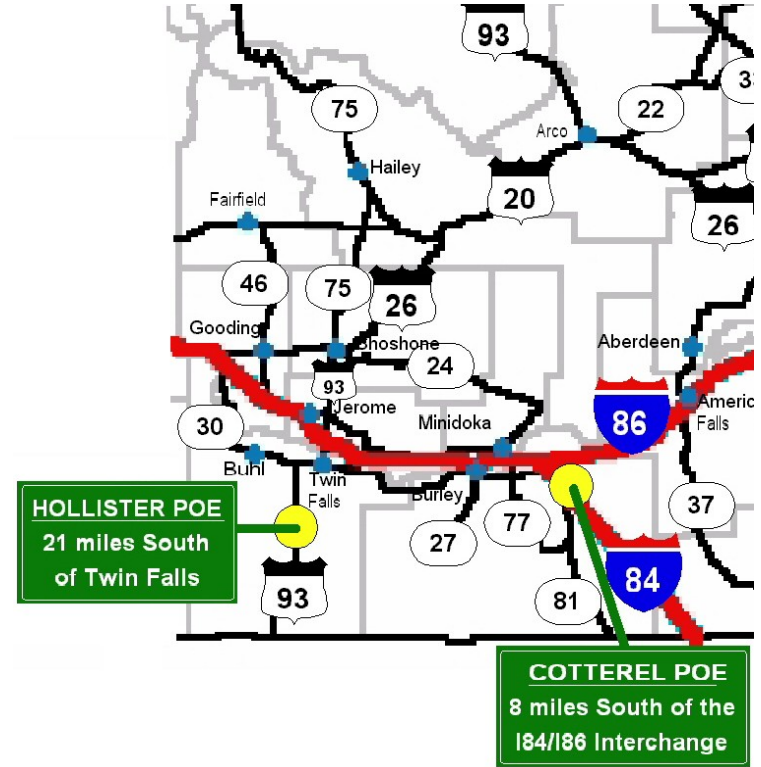 93
75
22
3
Arco
Hailey
20
Fairfield
26
46
75
26
Gooding
Shoshone
24
Aberdeen
93
Jerome
Minidoka
86
Americ
Falls
30
Buhl
Twin
Falls
Burley
27
77
37
HOLLISTER POE
21 miles South
of Twin Falls
93
81
84
COTTEREL POE
8 miles South of the
I84/I86 Interchange